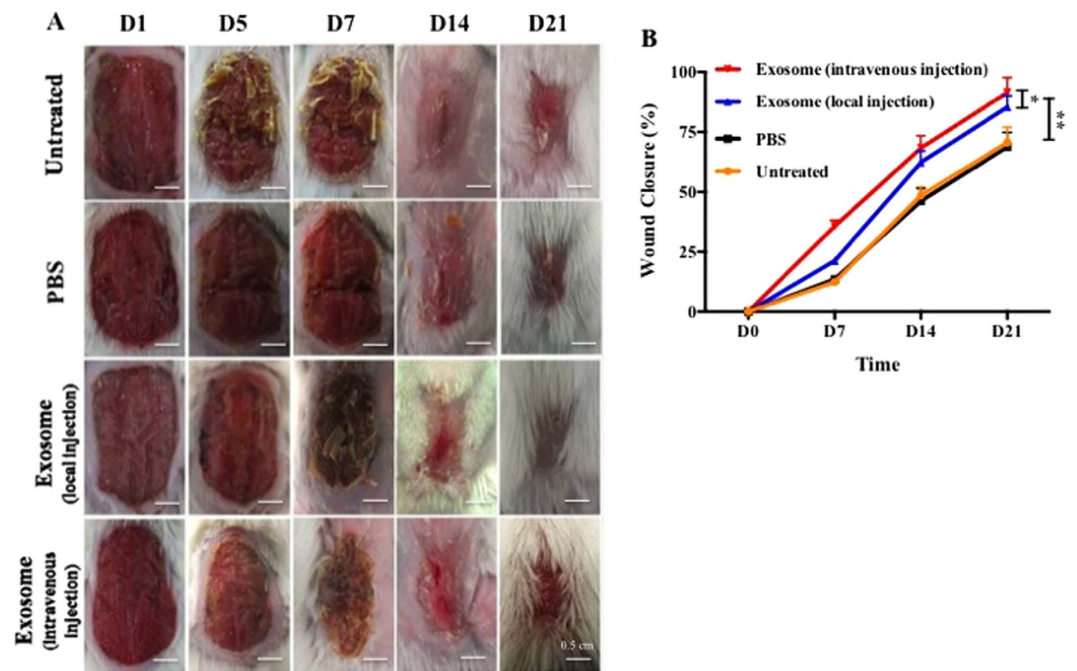 A
D1 D5 D7 D14 D21
Untreated
PBS
Exosome
(local injection)
Exosome
(Intravenous
injection)
0.5 cm
B
Wound Closure (%)
100
75
50
25
0
Exosome (intravenous injection)
Exosome (local injection)
PBS
Untreated
*
**
D0 D7 D14 D21
Time